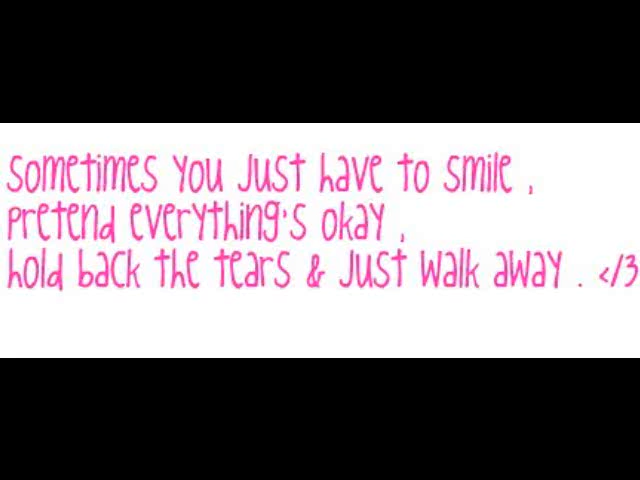 Sometimes you just have to smile ,
pretend everything's okay ,
hold back the tears & just walk away . </3